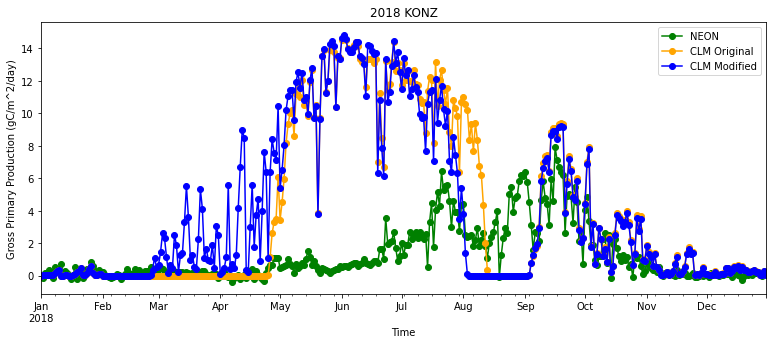 2018 KONZ
NEON
CLM Original
CLM Modified
Gross Primary Production (gC/m^2/day)
14
12
10
8
6
4
2
0
Jan
2018
Feb
Mar
Apr
May
Jun
Jul
Aug
Sep
Oct
Nov
Dec
Time